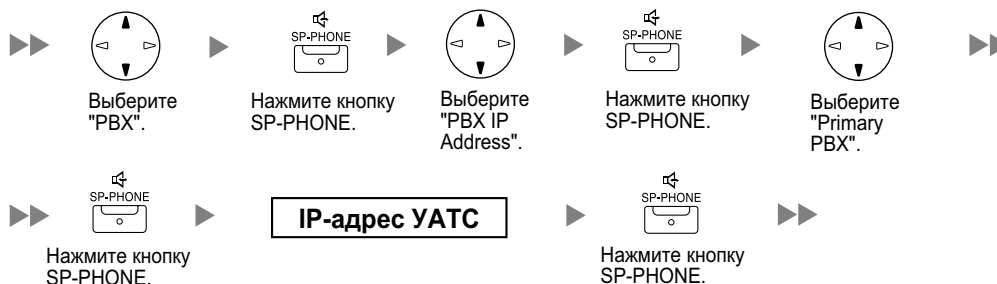 SP-PHONE
SP-PHONE
Выберите
"PBX".
Нажмите кнопку
SP-PHONE.
Выберите
"PBX IP
Address".
Нажмите кнопку
SP-PHONE.
Выберите
"Primary
PBX".
SP-PHONE
IP-адрес УАТС
SP-PHONE
Нажмите кнопку
SP-PHONE.
Нажмите кнопку
SP-PHONE.